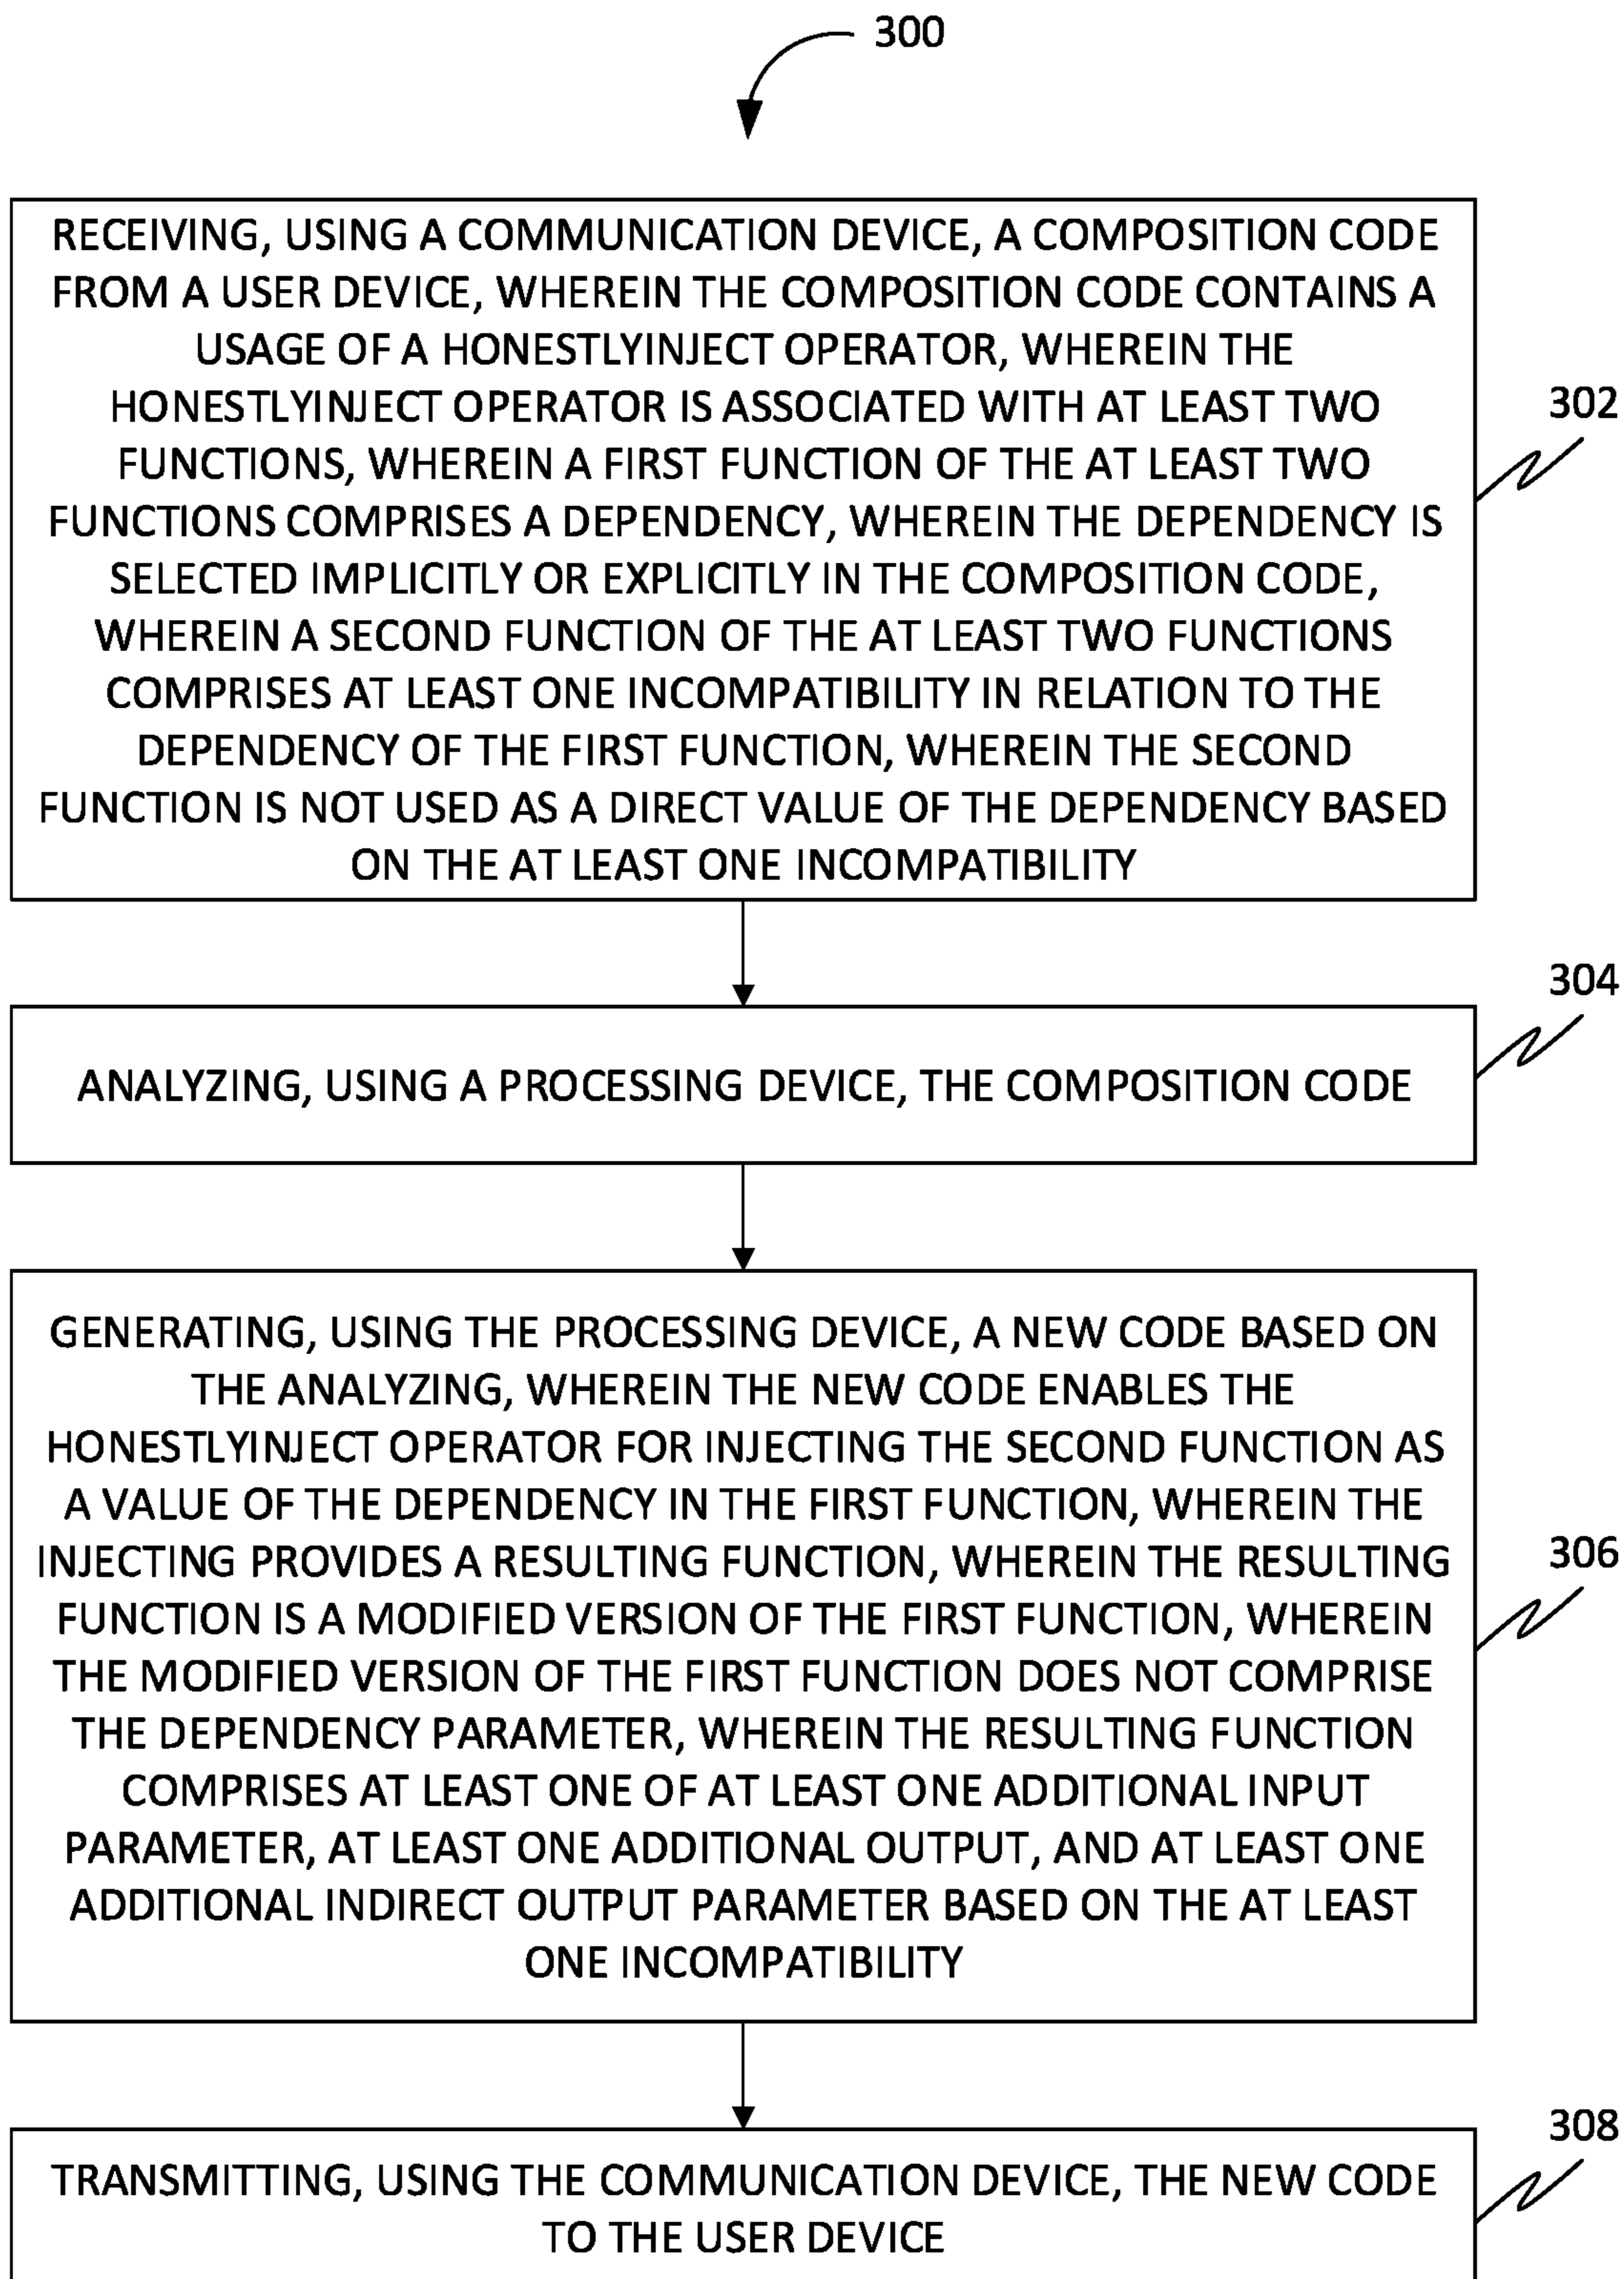 300
RECEIVING, USING A COMMUNICATION DEVICE, A COMPOSITION CODE
FROM A USER DEVICE, WHEREIN THE COMPOSITION CODE CONTAINS A
USAGE OF A HONESTLYINJECT OPERATOR, WHEREIN THE
HONESTLYINJECT OPERATOR IS ASSOCIATED WITH AT LEAST TWO
FUNCTIONS, WHEREIN A FIRST FUNCTION OF THE AT LEAST TWO
FUNCTIONS COMPRISES A DEPENDENCY, WHEREIN THE DEPENDENCY IS
SELECTED IMPLICITLY OR EXPLICITLY IN THE COMPOSITION CODE,
WHEREIN A SECOND FUNCTION OF THE AT LEAST TWO FUNCTIONS
COMPRISES AT LEAST ONE INCOMPATIBILITY IN RELATION TO THE
DEPENDENCY OF THE FIRST FUNCTION, WHEREIN THE SECOND
FUNCTION IS NOT USED AS A DIRECT VALUE OF THE DEPENDENCY BASED
ON THE AT LEAST ONE INCOMPATIBILITY
302
304
ANALYZING, USING A PROCESSING DEVICE, THE COMPOSITION CODE
GENERATING, USING THE PROCESSING DEVICE, A NEW CODE BASED ON
THE ANALYZING, WHEREIN THE NEW CODE ENABLES THE
HONESTLYINJECT OPERATOR FOR INJECTING THE SECOND FUNCTION AS
A VALUE OF THE DEPENDENCY IN THE FIRST FUNCTION, WHEREIN THE
INJECTING PROVIDES A RESULTING FUNCTION, WHEREIN THE RESULTING
FUNCTION IS A MODIFIED VERSION OF THE FIRST FUNCTION, WHEREIN
THE MODIFIED VERSION OF THE FIRST FUNCTION DOES NOT COMPRISE
THE DEPENDENCY PARAMETER, WHEREIN THE RESULTING FUNCTION
COMPRISES AT LEAST ONE OF AT LEAST ONE ADDITIONAL INPUT
PARAMETER, AT LEAST ONE ADDITIONAL OUTPUT, AND AT LEAST ONE
ADDITIONAL INDIRECT OUTPUT PARAMETER BASED ON THE AT LEAST
ONE INCOMPATIBILITY
306
308
TRANSMITTING, USING THE COMMUNICATION DEVICE, THE NEW CODE
TO THE USER DEVICE